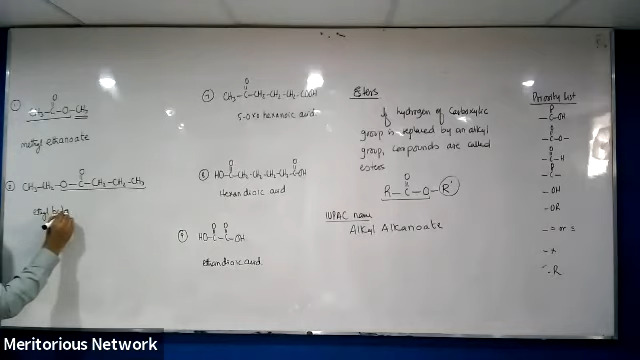 ① CH₃-C-O-CH₃
O
methyl ethanoate
② CH₃-CH₂-O-C-CH₂-CH₂-CH₃
O
ethyl buta
⑦ CH₃-C-CH₂-CH₂-CH₂-COOH
O
5-oxo hexanoic acid
⑧ HO-C-CH₂-CH₂-CH₂-CH₂-C-OH
O O
Hexandioic acid
⑨ HO-C-C-OH
O O
ethandioic acid
Esters
If hydrogen of Carboxylic
group is replaced by an alkyl
group, compounds are called
esters
R-C-O-R'
O
IUPAC name
Alkyl Alkanoate
Priority List
O
-C-OH
O
-C-O-
O
-C-H
O
-C-
-OH
-OR
-= or ≡
-X
-R
Meritorious Network